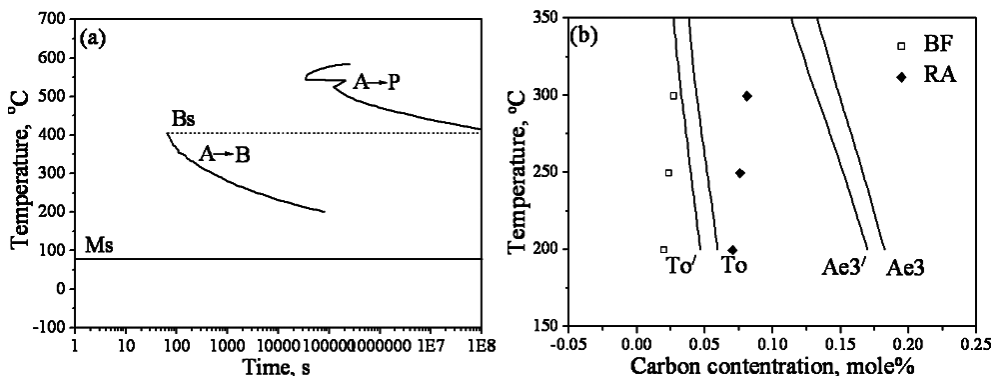 (a)
700
600
500
400
300
200
100
0
-100
Temperature, °C
A→P
Bs
A→B
Ms
1 10 100 1000 10000 100000 1000000 1E7 1E8
Time, s
(b)
350
300
250
200
150
Temperature, °C
BF
RA
To′ To Ae3′ Ae3
-0.05 0.00 0.05 0.10 0.15 0.20 0.25
Carbon contentration, mole%